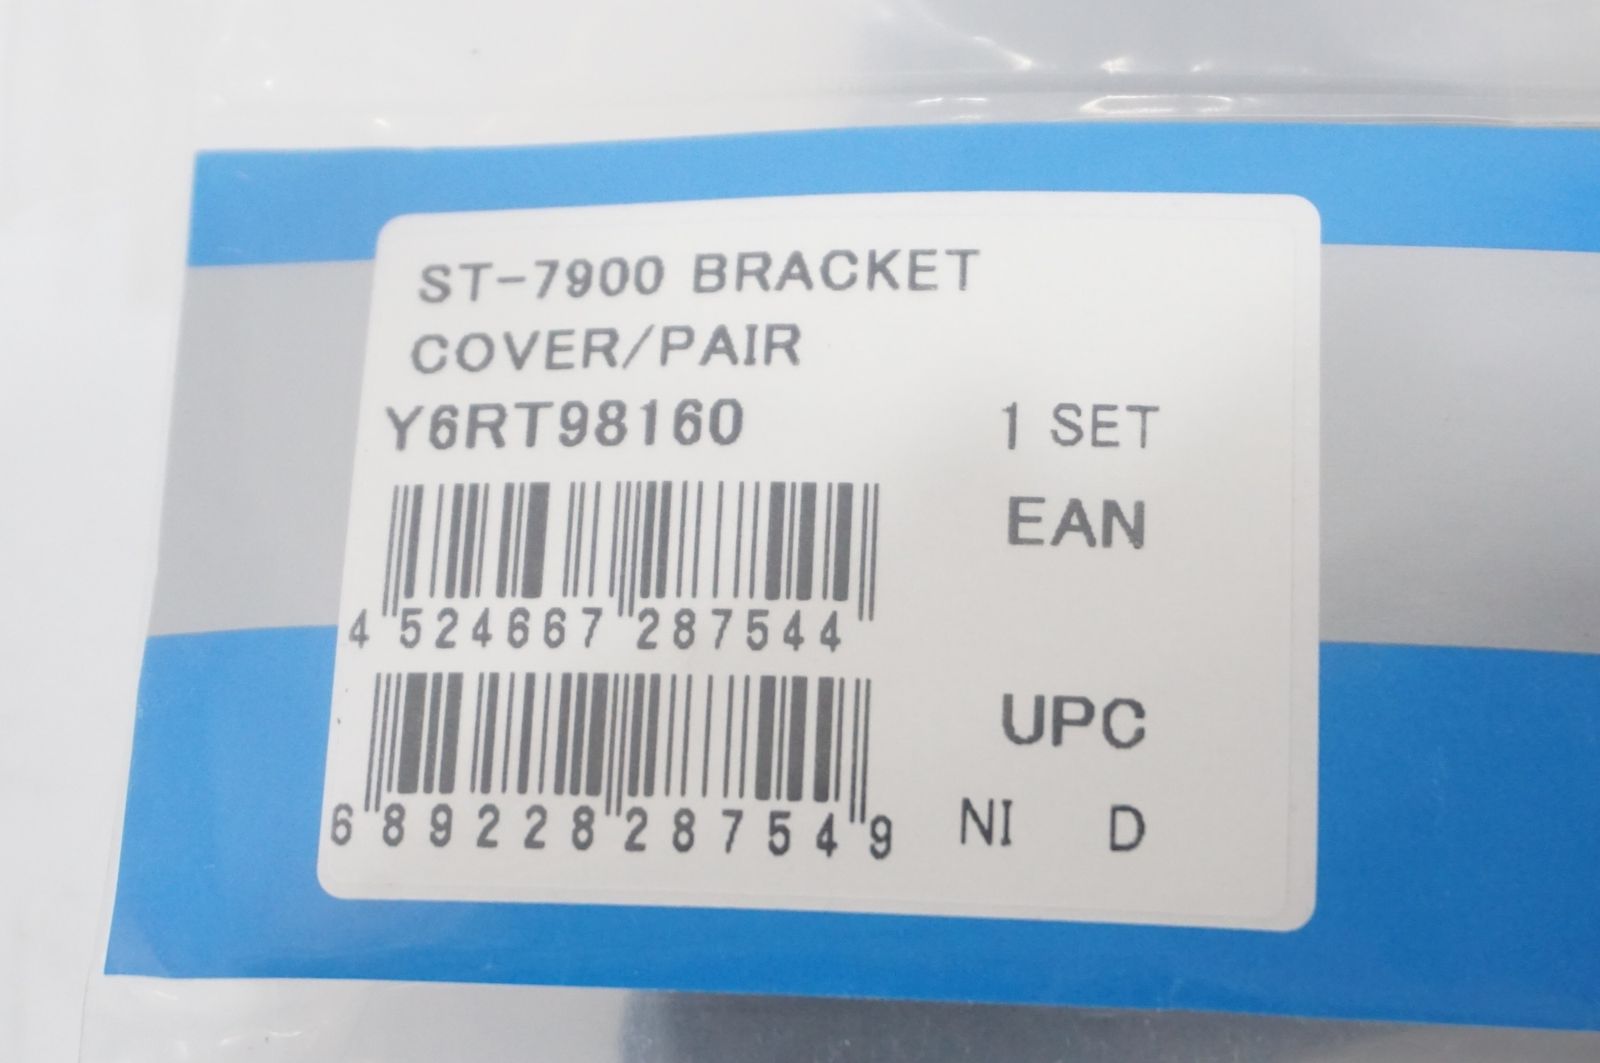 ST-7900 BRACKET
COVER/PAIR
Y6RT98160 1 SET
EAN
4 524667 287544
UPC
6 89228 28754 9 NI D